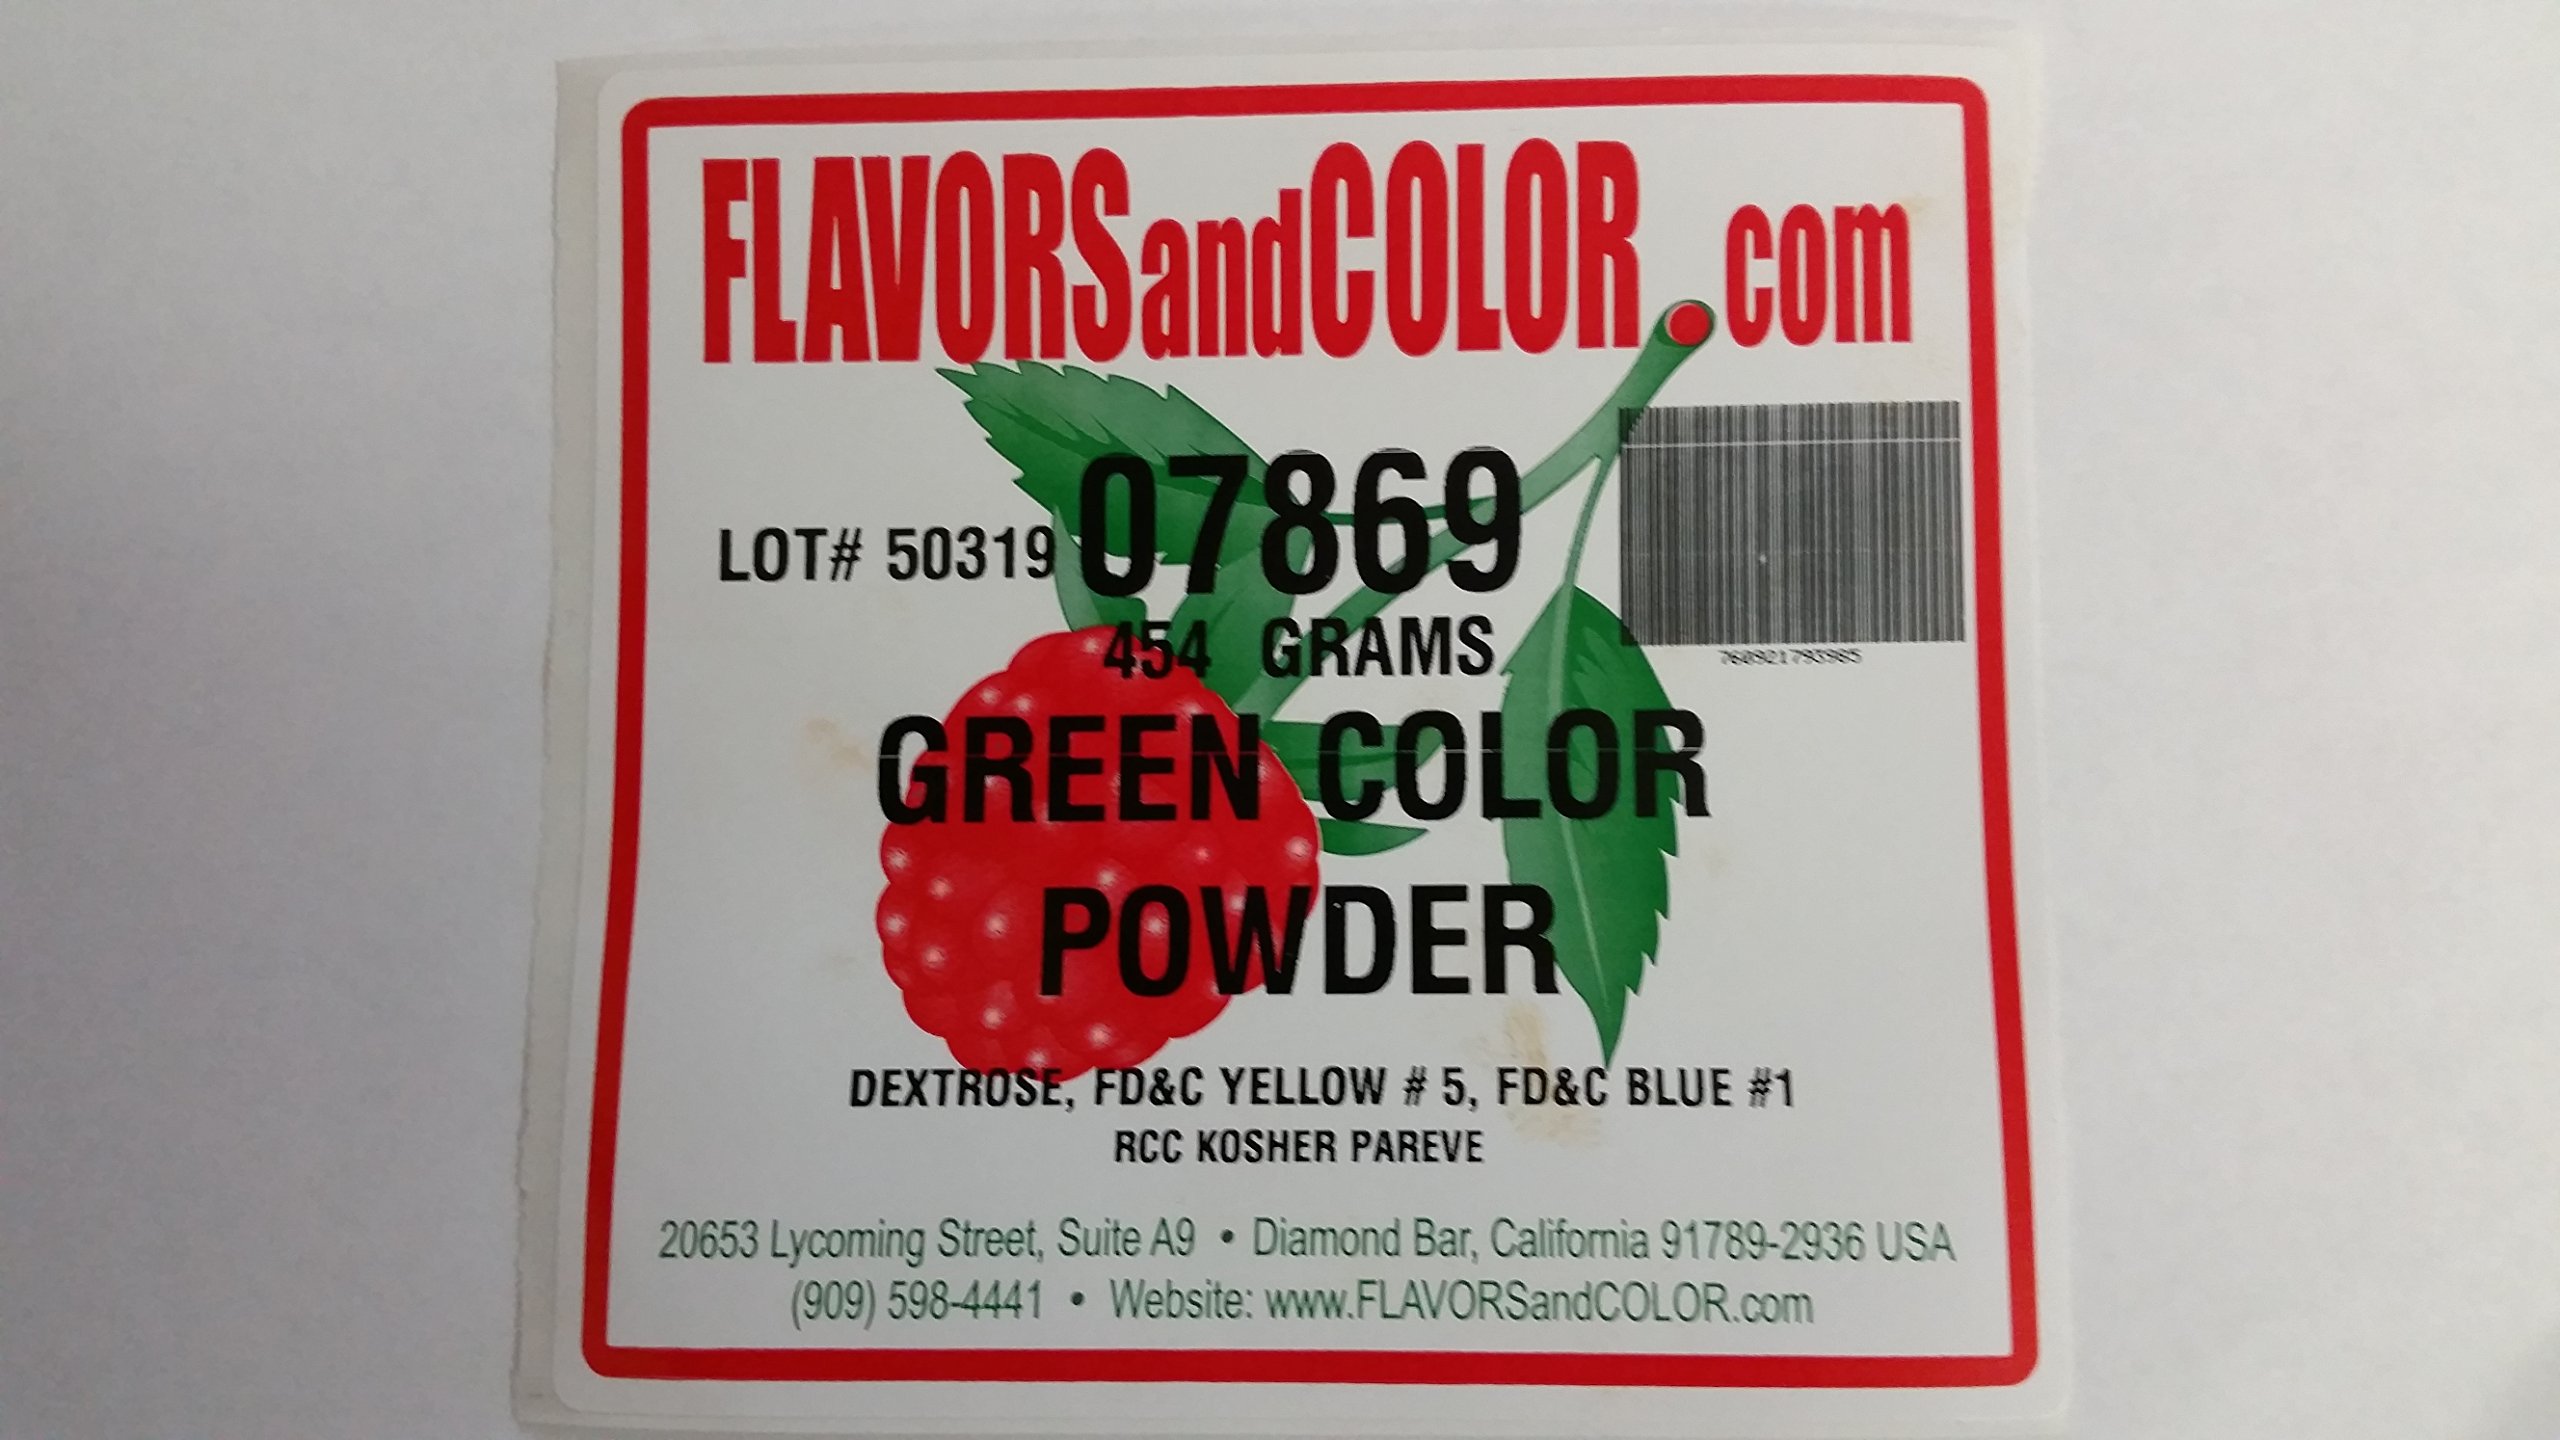 FLAVORSandCOLOR.com
LOT# 50319 07869
454 GRAMS
760921793985
GREEN COLOR
POWDER
DEXTROSE, FD&C YELLOW # 5, FD&C BLUE #1
RCC KOSHER PAREVE
20653 Lycoming Street, Suite A9 • Diamond Bar, California 91789-2936 USA
(909) 598-4441 • Website: www.FLAVORSandCOLOR.com